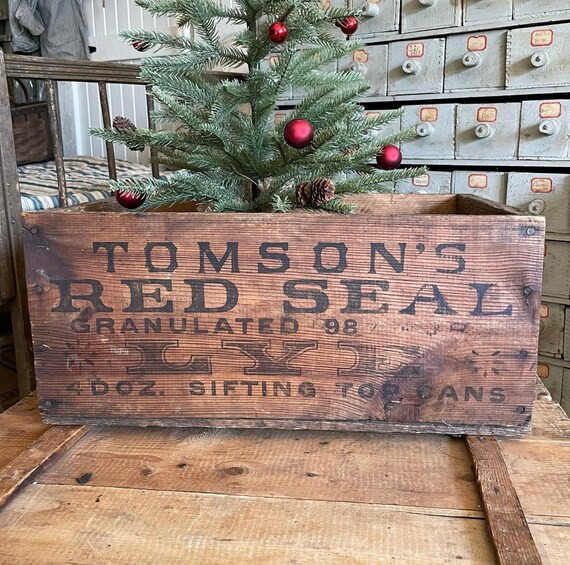 TOMSON'S
RED SEAL
GRANULATED 98
LYE
4 DOZ. SIFTING TOP CANS